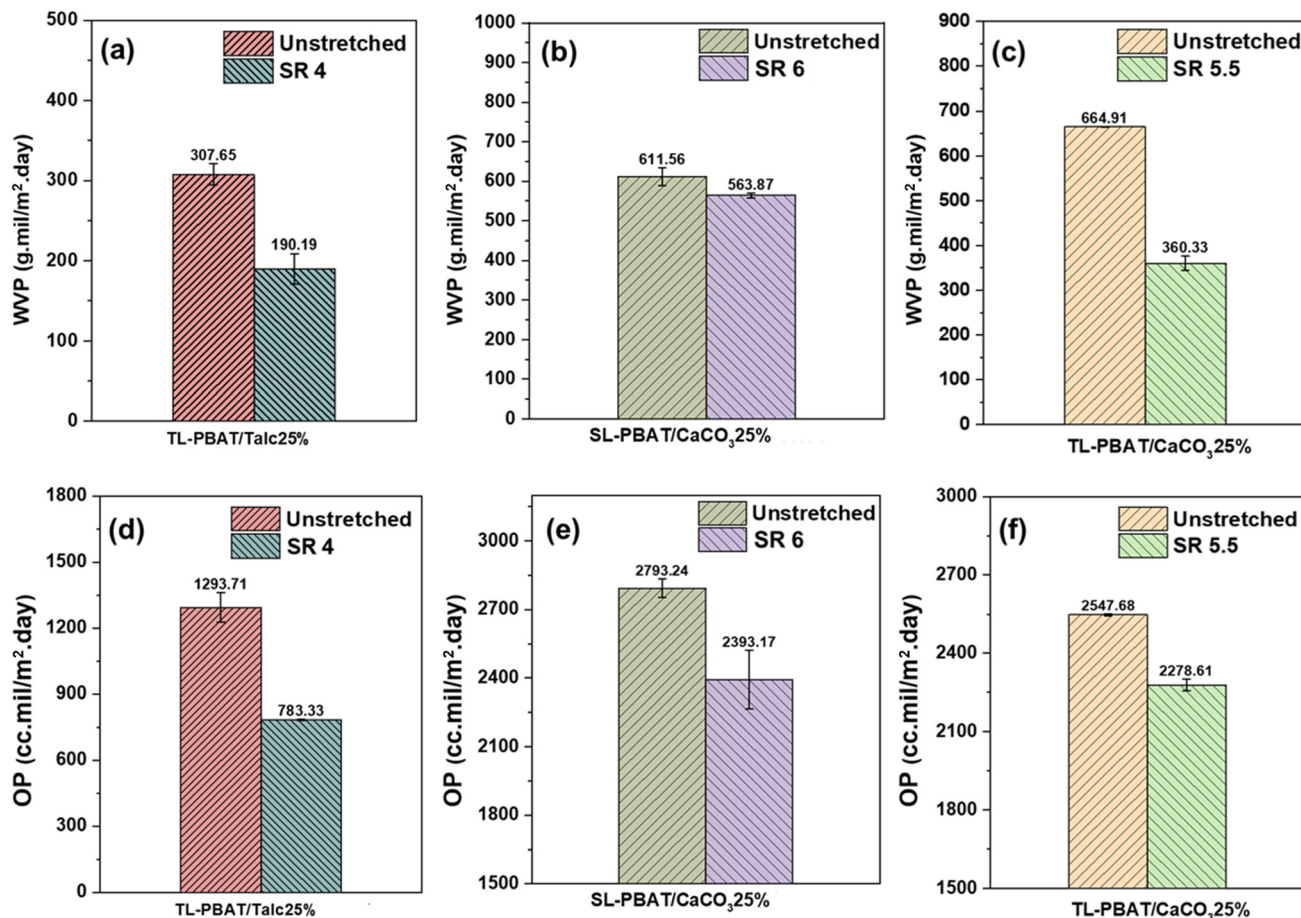 (a)
Unstretched
SR 4
WVP (g.mil/m².day)
500
400
300
200
100
0
307.65
190.19
TL-PBAT/Talc25%
(b)
Unstretched
SR 6
WVP (g.mil/m².day)
1000
900
800
700
600
500
400
300
200
100
0
611.56
563.87
SL-PBAT/CaCO₃25%
(c)
Unstretched
SR 5.5
WVP (g.mil/m².day)
900
800
700
600
500
400
300
200
100
0
664.91
360.33
TL-PBAT/CaCO₃25%
(d)
Unstretched
SR 4
OP (cc.mil/m².day)
1800
1500
1200
900
600
300
0
1293.71
783.33
TL-PBAT/Talc25%
(e)
Unstretched
SR 6
OP (cc.mil/m².day)
3000
2700
2400
2100
1800
1500
2793.24
2393.17
SL-PBAT/CaCO₃25%
(f)
Unstretched
SR 5.5
OP (cc.mil/m².day)
3000
2700
2400
2100
1800
1500
2547.68
2278.61
TL-PBAT/CaCO₃25%